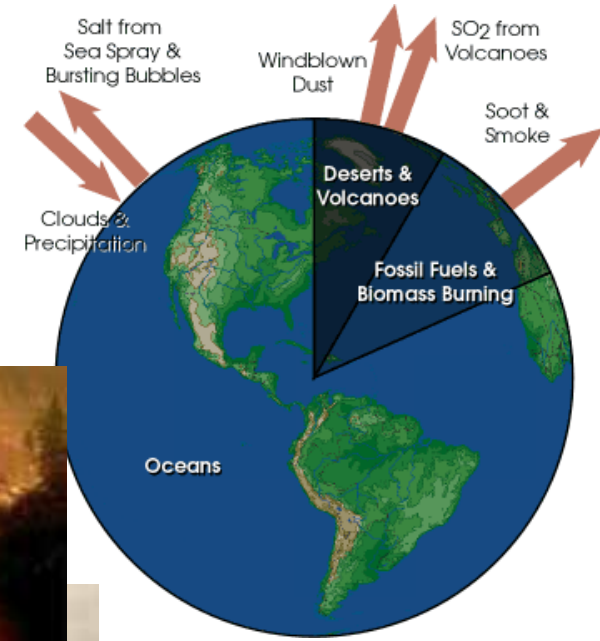 Salt from
Sea Spray &
Bursting Bubbles
Windblown
Dust
SO2 from
Volcanoes
Soot &
Smoke
Deserts &
Volcanoes
Clouds &
Precipitation
Fossil Fuels &
Biomass Burning
Oceans